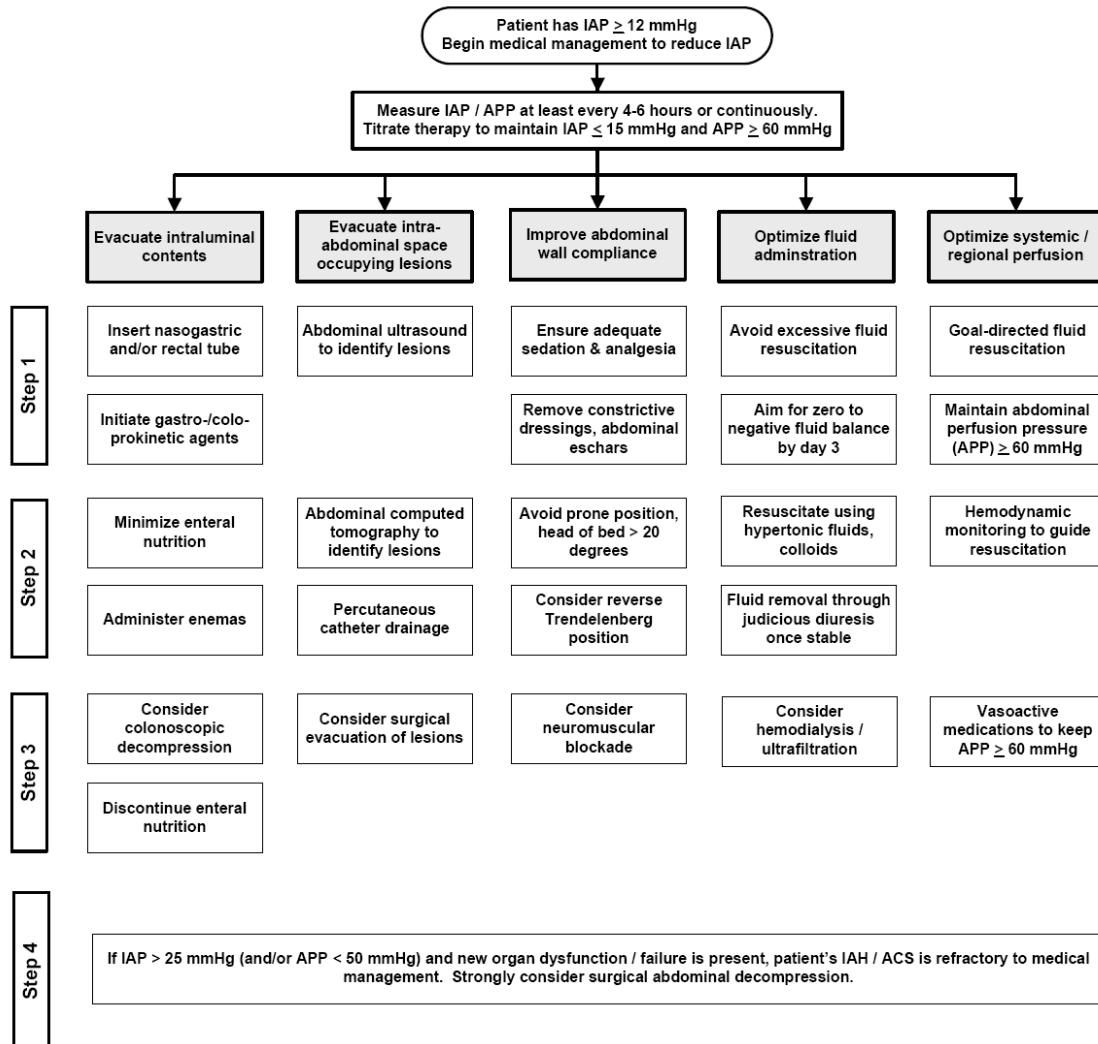 Patient has IAP ≥ 12 mmHg
Begin medical management to reduce IAP
Measure IAP / APP at least every 4-6 hours or continuously.
Titrate therapy to maintain IAP ≤ 15 mmHg and APP ≥ 60 mmHg
Evacuate intraluminal
contents
Evacuate intra-
abdominal space
occupying lesions
Improve abdominal
wall compliance
Optimize fluid
adminstration
Optimize systemic /
regional perfusion
Step 1
Insert nasogastric
and/or rectal tube
Abdominal ultrasound
to identify lesions
Ensure adequate
sedation & analgesia
Avoid excessive fluid
resuscitation
Goal-directed fluid
resuscitation
Initiate gastro-/colo-
prokinetic agents
Remove constrictive
dressings, abdominal
eschars
Aim for zero to
negative fluid balance
by day 3
Maintain abdominal
perfusion pressure
(APP) ≥ 60 mmHg
Step 2
Minimize enteral
nutrition
Abdominal computed
tomography to
identify lesions
Avoid prone position,
head of bed > 20
degrees
Resuscitate using
hypertonic fluids,
colloids
Hemodynamic
monitoring to guide
resuscitation
Administer enemas
Percutaneous
catheter drainage
Consider reverse
Trendelenberg
position
Fluid removal through
judicious diuresis
once stable
Step 3
Consider
colonoscopic
decompression
Consider surgical
evacuation of lesions
Consider
neuromuscular
blockade
Consider
hemodialysis /
ultrafiltration
Vasoactive
medications to keep
APP ≥ 60 mmHg
Discontinue enteral
nutrition
Step 4
If IAP > 25 mmHg (and/or APP < 50 mmHg) and new organ dysfunction / failure is present, patient's IAH / ACS is refractory to medical
management.  Strongly consider surgical abdominal decompression.